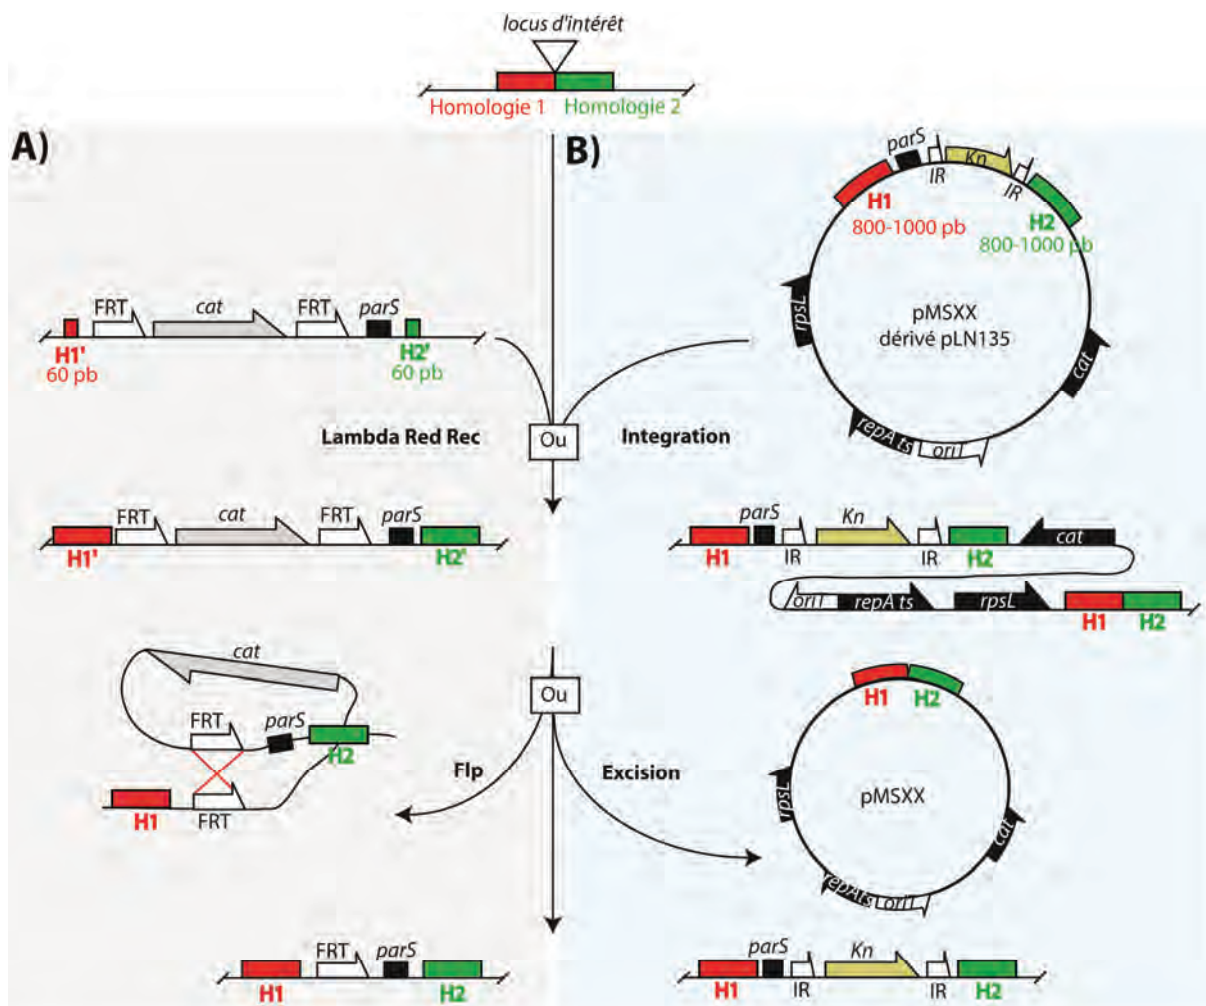 locus d'intérêt
Homologie 1 Homologie 2
A)
B)
parS
IR
Kn
IR
H1
800-1000 pb
H2
800-1000 pb
rpsL
pMSXX
dérivé pLN135
cat
repA ts
ori1
FRT
cat
FRT
parS
H1'
60 pb
H2'
60 pb
Lambda Red Rec
Ou
Integration
FRT
cat
FRT
parS
H1'
H2'
parS
Kn
H1
IR
IR
H2
cat
ori1
repA ts
rpsL
H1
H2
cat
FRT
parS
H2
H1
FRT
Ou
Flp
Excision
H1
H2
rpsL
pMSXX
cat
repAts
ori1
FRT
parS
H1
H2
parS
Kn
H1
IR
IR
H2